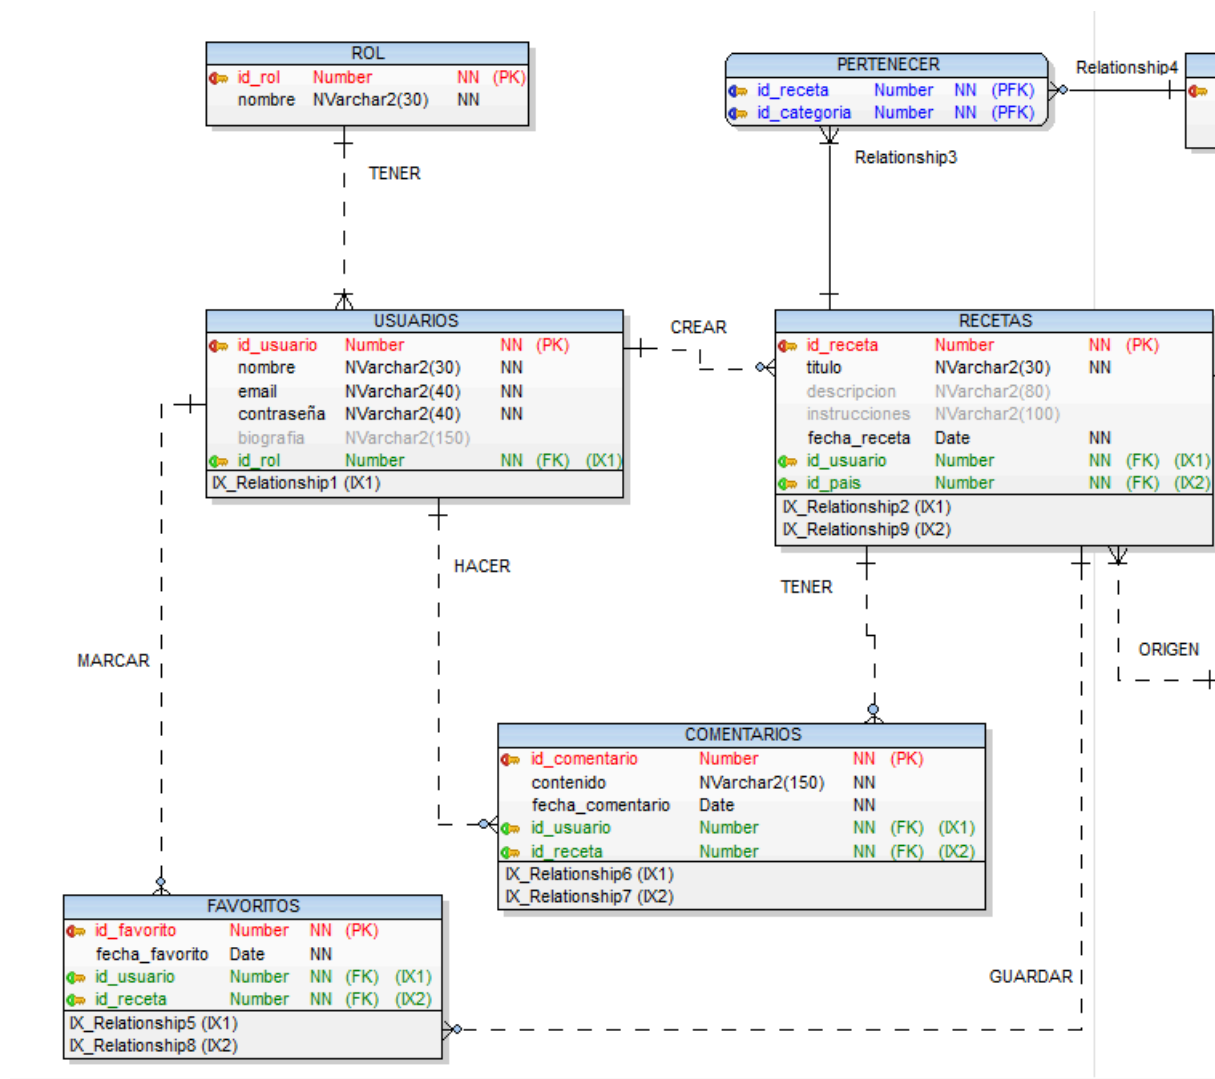 ROL
id_rol Number NN (PK)
nombre NVarchar2(30) NN
TENER
PERTENECER
id_receta Number NN (PFK)
id_categoria Number NN (PFK)
Relationship4
Relationship3
USUARIOS
id_usuario Number NN (PK)
nombre NVarchar2(30) NN
email NVarchar2(40) NN
contraseña NVarchar2(40) NN
biografia NVarchar2(150)
id_rol Number NN (FK) (IX1)
IX_Relationship1 (IX1)
CREAR
RECETAS
id_receta Number NN (PK)
titulo NVarchar2(30) NN
descripcion NVarchar2(80)
instrucciones NVarchar2(100)
fecha_receta Date NN
id_usuario Number NN (FK) (IX1)
id_pais Number NN (FK) (IX2)
IX_Relationship2 (IX1)
IX_Relationship9 (IX2)
HACER
TENER
ORIGEN
MARCAR
COMENTARIOS
id_comentario Number NN (PK)
contenido NVarchar2(150) NN
fecha_comentario Date NN
id_usuario Number NN (FK) (IX1)
id_receta Number NN (FK) (IX2)
IX_Relationship6 (IX1)
IX_Relationship7 (IX2)
FAVORITOS
id_favorito Number NN (PK)
fecha_favorito Date NN
id_usuario Number NN (FK) (IX1)
id_receta Number NN (FK) (IX2)
IX_Relationship5 (IX1)
IX_Relationship8 (IX2)
GUARDAR